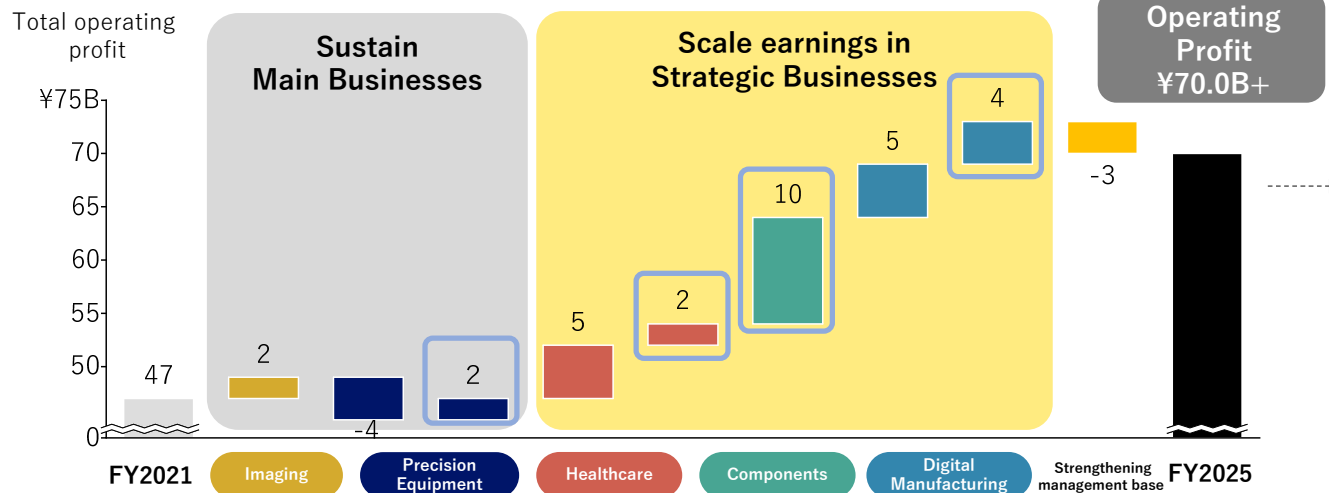 Total operating
profit
Sustain
Main Businesses
Scale earnings in
Strategic Businesses
Operating
Profit
¥70.0B+
¥75B
70
65
60
55
50
0
47
2
-4
2
5
2
10
5
4
-3
FY2021
Imaging
Precision
Equipment
Healthcare
Components
Digital
Manufacturing
Strengthening
management base
FY2025